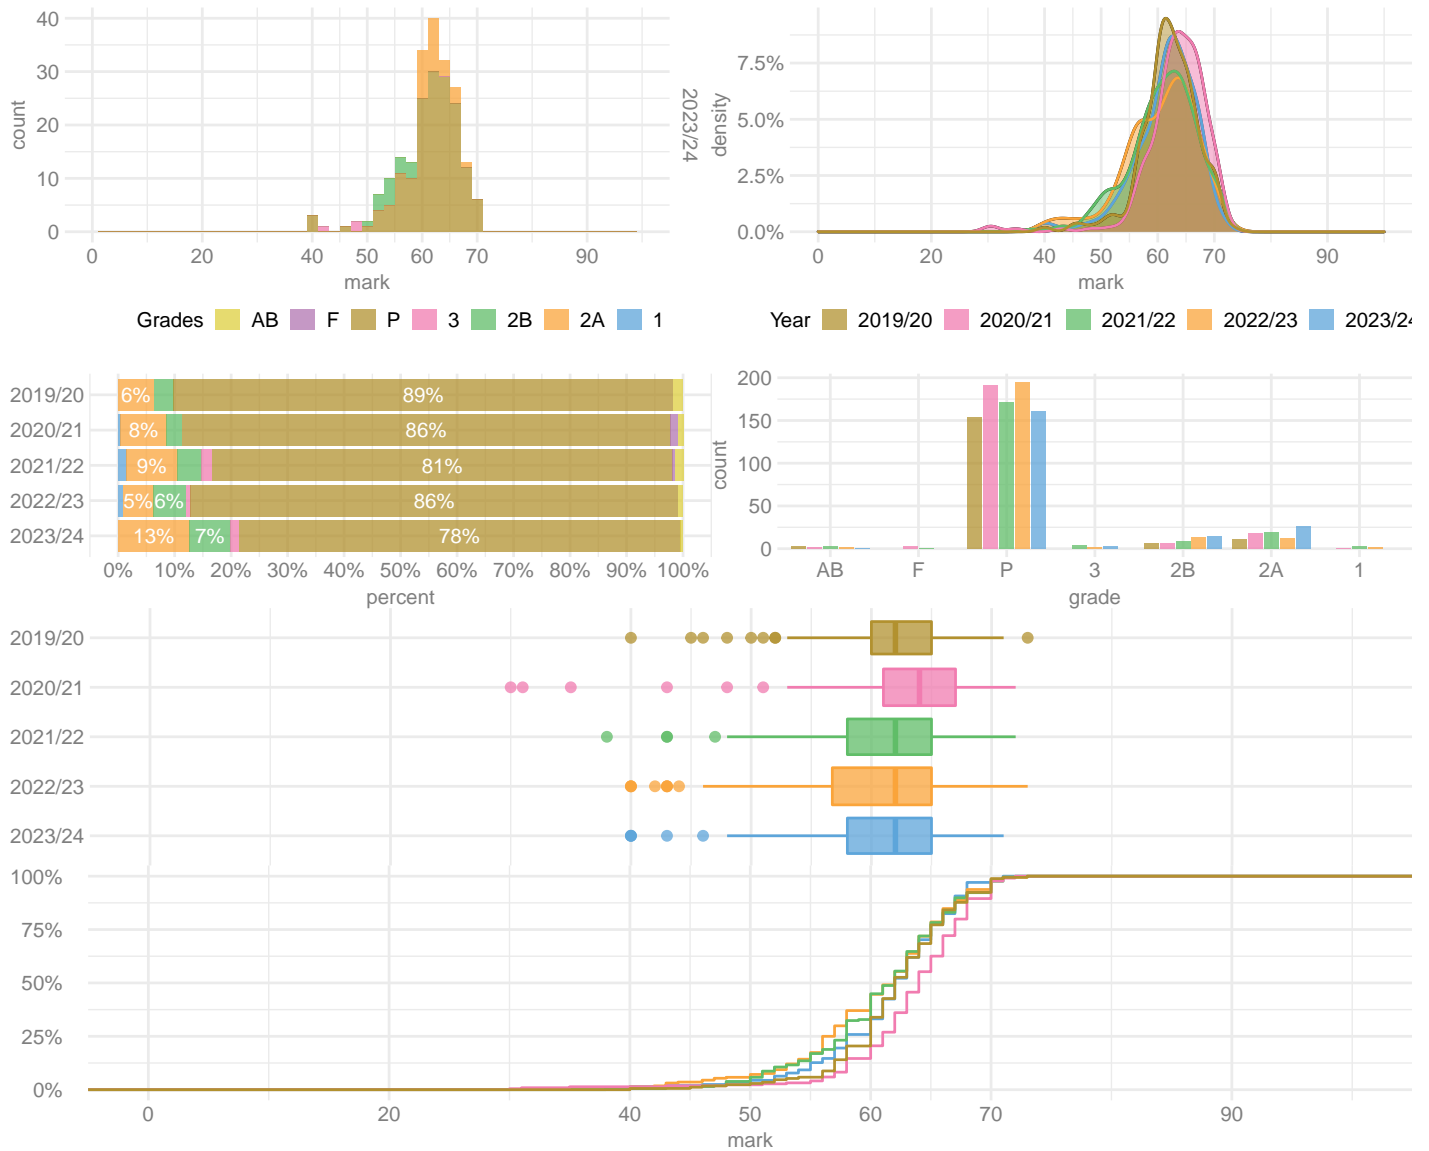 40
30
20
10
0
count
0 20 40 50 60 70 90
mark
2023/24
7.5%
5.0%
2.5%
0.0%
density
0 20 40 50 60 70 90
mark
Grades AB F P 3 2B 2A 1
Year 2019/20 2020/21 2021/22 2022/23 2023/24
2019/20 6% 89%
2020/21 8% 86%
2021/22 9% 81%
2022/23 5% 6% 86%
2023/24 13% 7% 78%
0% 10% 20% 30% 40% 50% 60% 70% 80% 90% 100%
percent
200
150
100
50
0
count
AB F P 3 2B 2A 1
grade
2019/20
2020/21
2021/22
2022/23
2023/24
100%
75%
50%
25%
0%
0 20 40 50 60 70 90
mark